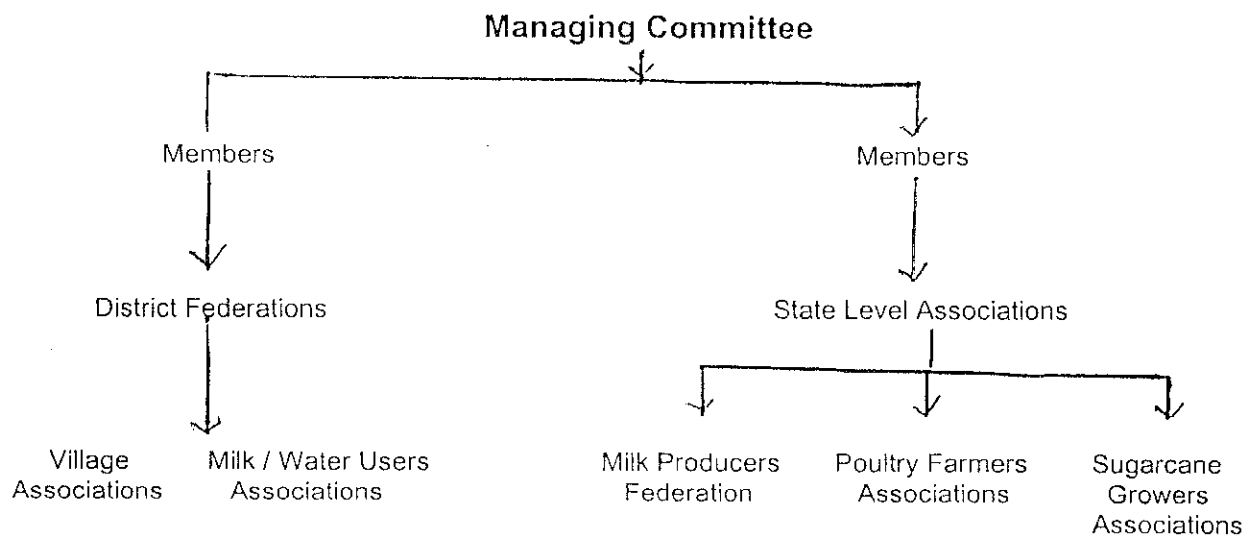 Managing Committee
Members
Members
District Federations
State Level Associations
Village
Associations
Milk / Water Users
Associations
Milk Producers
Federation
Poultry Farmers
Associations
Sugarcane
Growers
Associations